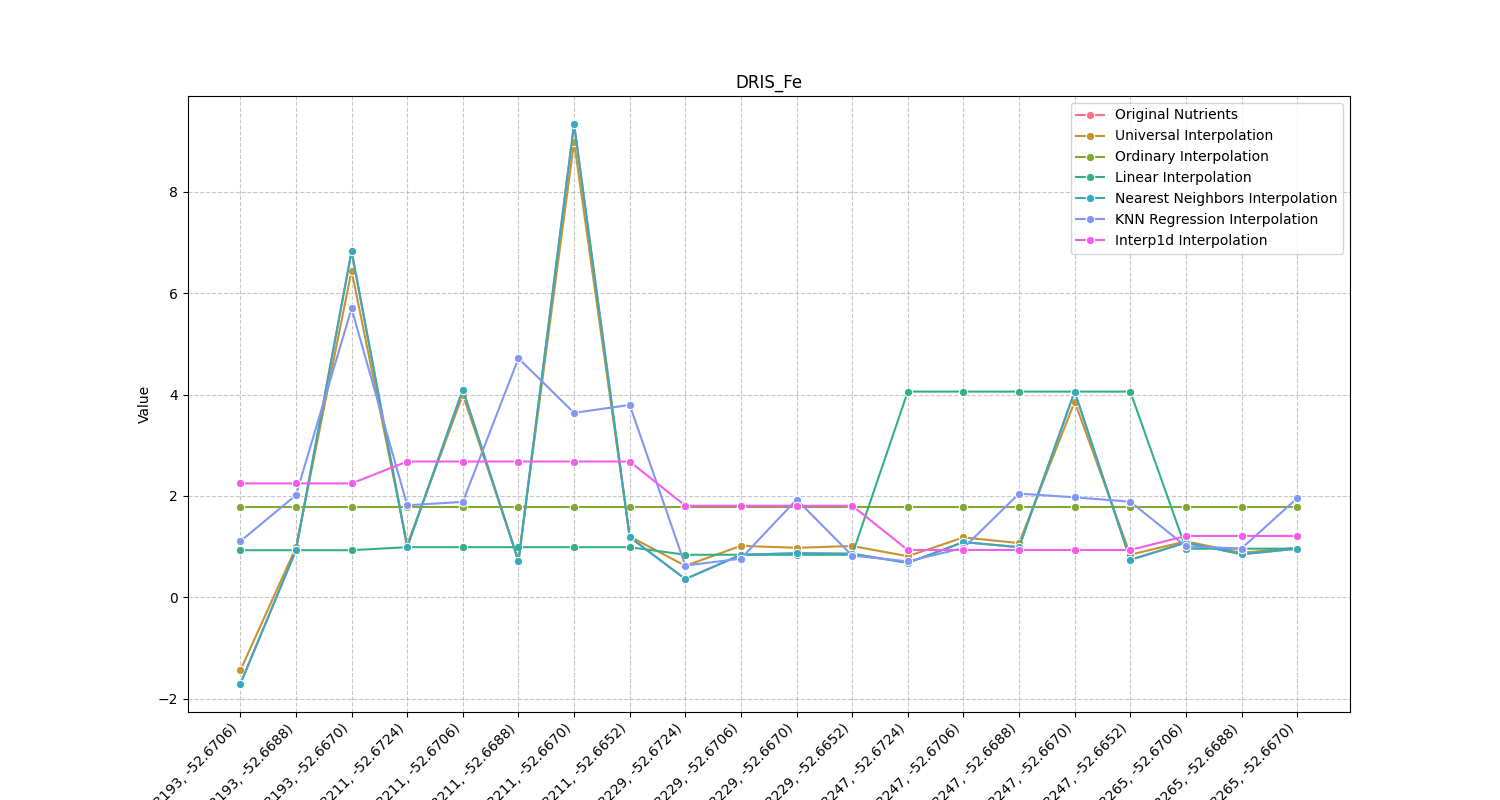 DRIS_Fe
Original Nutrients
Universal Interpolation
Ordinary Interpolation
Linear Interpolation
Nearest Neighbors Interpolation
KNN Regression Interpolation
Interp1d Interpolation
Value
8
6
4
2
0
−2
-52.6706)
-52.6688)
-52.6670)
-52.6724)
-52.6706)
-52.6688)
-52.6670)
-52.6652)
-52.6724)
-52.6706)
-52.6670)
-52.6652)
-52.6724)
-52.6706)
-52.6688)
-52.6670)
-52.6652)
-52.6706)
-52.6688)
-52.6670)